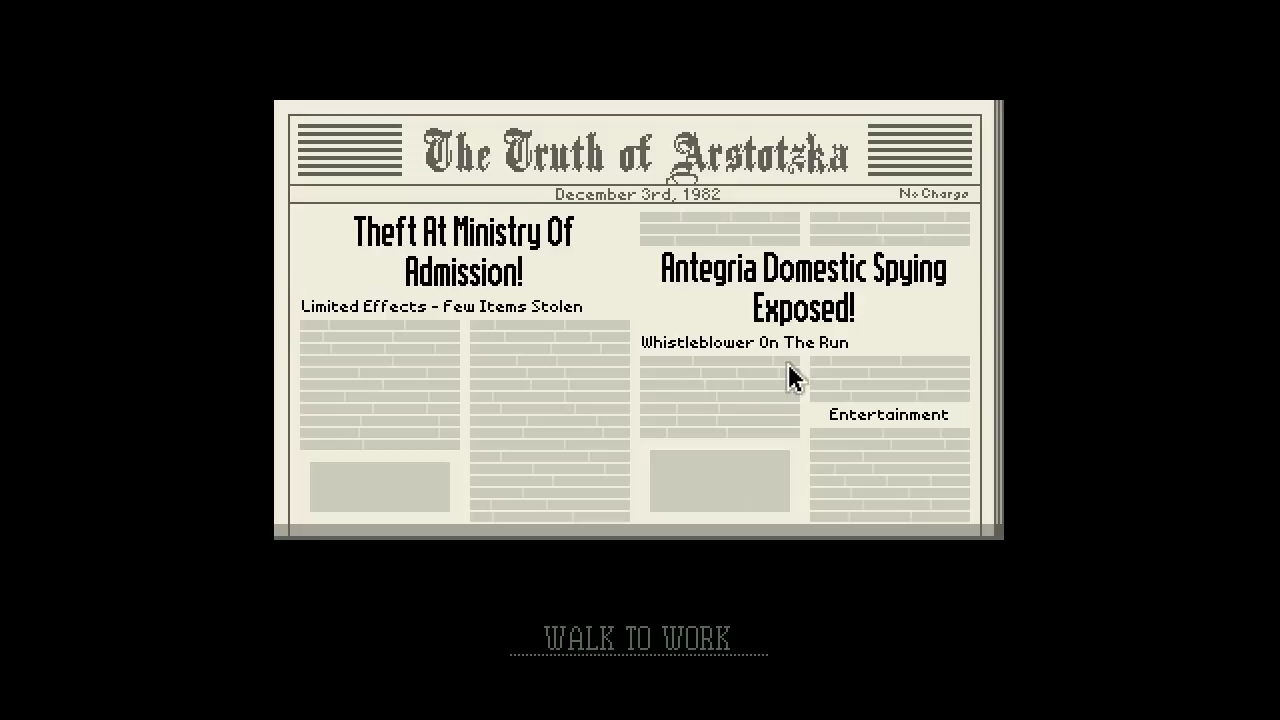 The Truth of Arstotzka
December 3rd, 1982
No Charge
Theft At Ministry Of
Admission!
Limited Effects - Few Items Stolen
Antegria Domestic Spying
Exposed!
Whistleblower On The Run
Entertainment
WALK TO WORK